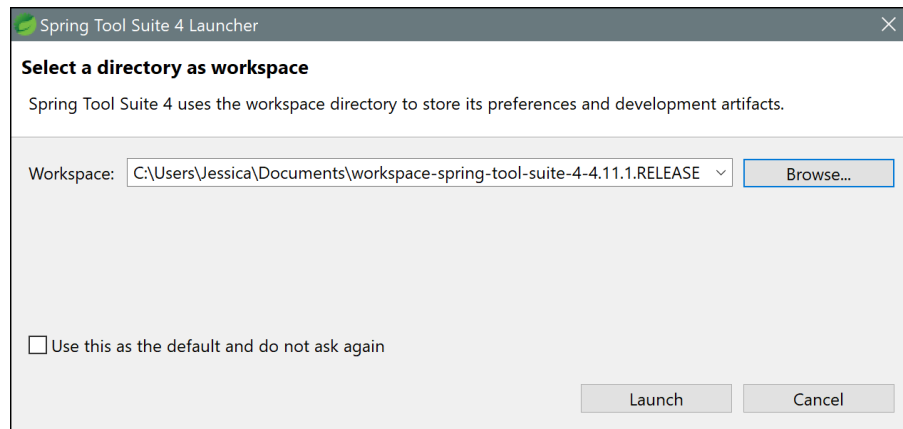 Spring Tool Suite 4 Launcher
Select a directory as workspace
Spring Tool Suite 4 uses the workspace directory to store its preferences and development artifacts.
Workspace: C:\Users\Jessica\Documents\workspace-spring-tool-suite-4-4.11.1.RELEASE Browse...
Use this as the default and do not ask again
Launch Cancel